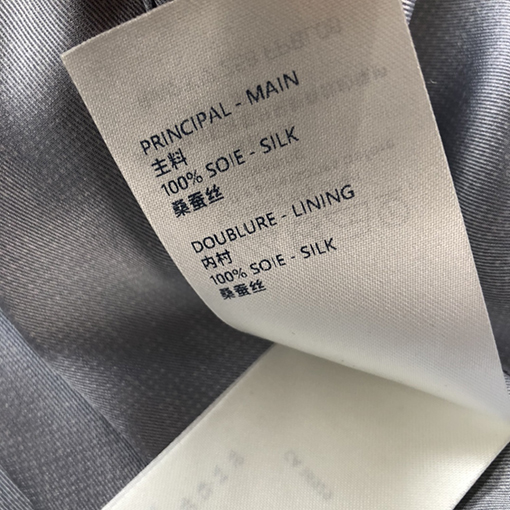 PRINCIPAL - MAIN
主料
100% SOIE - SILK
桑蚕丝
DOUBLURE - LINING
内村
100% SOIE - SILK
桑蚕丝